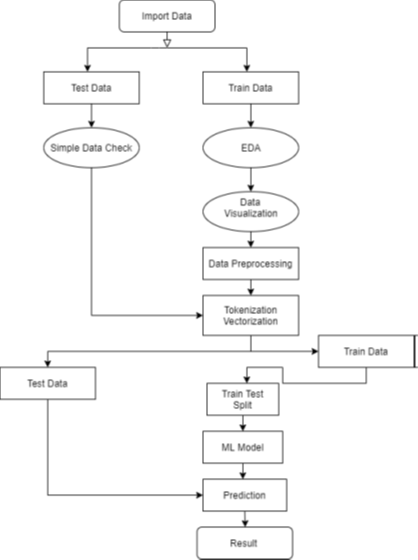 Import Data
Test Data
Train Data
Simple Data Check
EDA
Data
Visualization
Data Preprocessing
Tokenization
Vectorization
Train Data
Test Data
Train Test
Split
ML Model
Prediction
Result